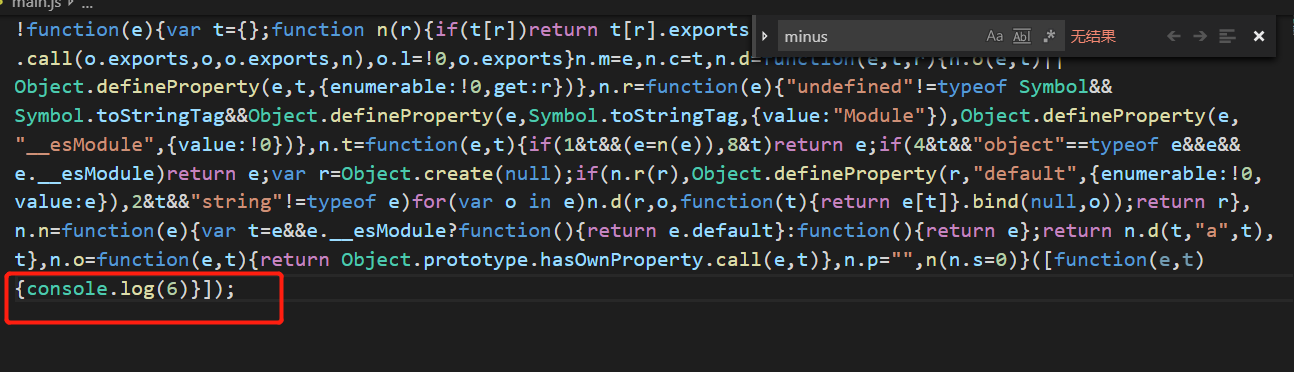 main.js > ...
!function(e){var t={};function n(r){if(t[r])return t[r].exports
minus Aa Ab| .* 无结果
.call(o.exports,o,o.exports,n),o.l=!0,o.exports}n.m=e,n.c=t,n.d=function(e,t,r){n.o(e,t)||
Object.defineProperty(e,t,{enumerable:!0,get:r})},n.r=function(e){"undefined"!=typeof Symbol&&
Symbol.toStringTag&&Object.defineProperty(e,Symbol.toStringTag,{value:"Module"}),Object.defineProperty(e,
"__esModule",{value:!0})},n.t=function(e,t){if(1&t&&(e=n(e)),8&t)return e;if(4&t&&"object"==typeof e&&e&&
e.__esModule)return e;var r=Object.create(null);if(n.r(r),Object.defineProperty(r,"default",{enumerable:!0,
value:e}),2&t&&"string"!=typeof e)for(var o in e)n.d(r,o,function(t){return e[t]}.bind(null,o));return r},
n.n=function(e){var t=e&&e.__esModule?function(){return e.default}:function(){return e};return n.d(t,"a",t),
t},n.o=function(e,t){return Object.prototype.hasOwnProperty.call(e,t)},n.p="",n(n.s=0)}([function(e,t)
{console.log(6)}]);